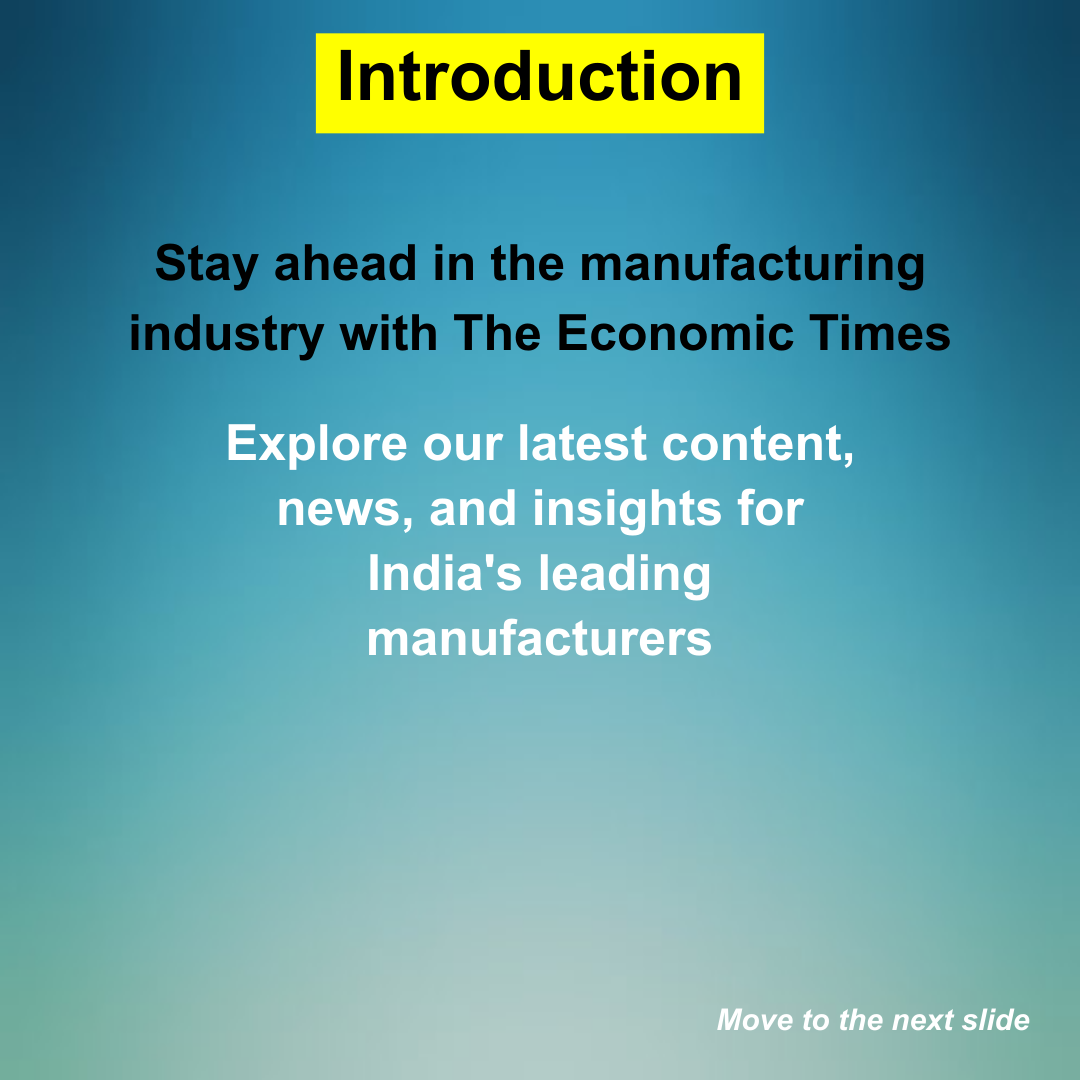 Introduction
Stay ahead in the manufacturing
industry with The Economic Times
Explore our latest content,
news, and insights for
India's leading
manufacturers
Move to the next slide